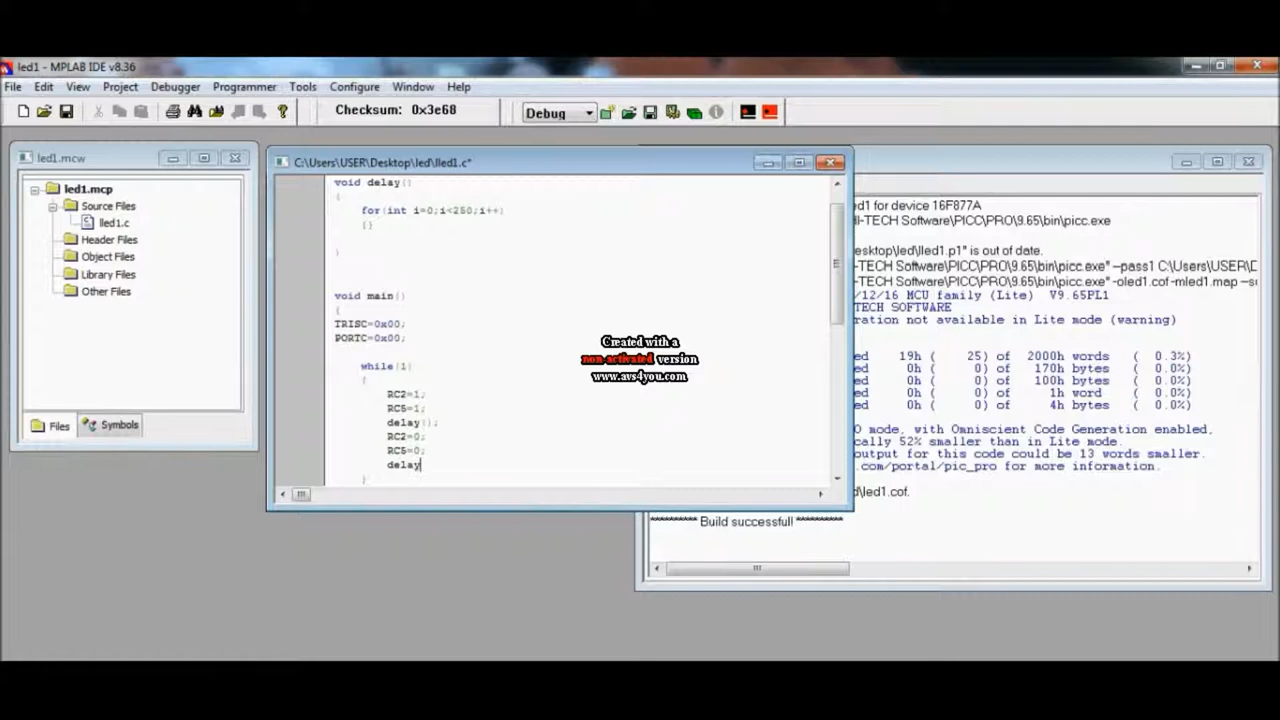 led1 - MPLAB IDE v8.36
File Edit View Project Debugger Programmer Tools Configure Window Help
Checksum: 0x3e68
Debug
led1.mcw
led1.mcp
Source Files
lled1.c
Header Files
Object Files
Library Files
Other Files
Files
Symbols
C:\Users\USER\Desktop\led\lled1.c*
void delay()
{
for(int i=0;i<250;i++)
{}
}
void main()
{
TRISC=0x00;
PORTC=0x00;
while(1)
{
RC2=1;
RC5=1;
delay();
RC2=0;
RC5=0;
delay
}
Created with a
non-activated version
www.avs4you.com
ed1 for device 16F877A
I-TECH Software\PICC\PRO\9.65\bin\picc.exe
esktop\led\lled1.p1" is out of date.
-TECH Software\PICC\PRO\9.65\bin\picc.exe" --pass1 C:\Users\USER\D
-TECH Software\PICC\PRO\9.65\bin\picc.exe" -oled1.cof -mled1.map --s
/12/16 MCU family (Lite) V9.65PL1
TECH SOFTWARE
ration not available in Lite mode (warning)
ed 19h ( 25) of 2000h words ( 0.3%)
ed 0h ( 0) of 170h bytes ( 0.0%)
ed 0h ( 0) of 100h bytes ( 0.0%)
ed 0h ( 0) of 1h word ( 0.0%)
ed 0h ( 0) of 4h bytes ( 0.0%)
O mode, with Omniscient Code Generation enabled,
cally 52% smaller than in Lite mode.
output for this code could be 13 words smaller.
.com/portal/pic_pro for more information.
d\led1.cof.
********** Build successful! **********